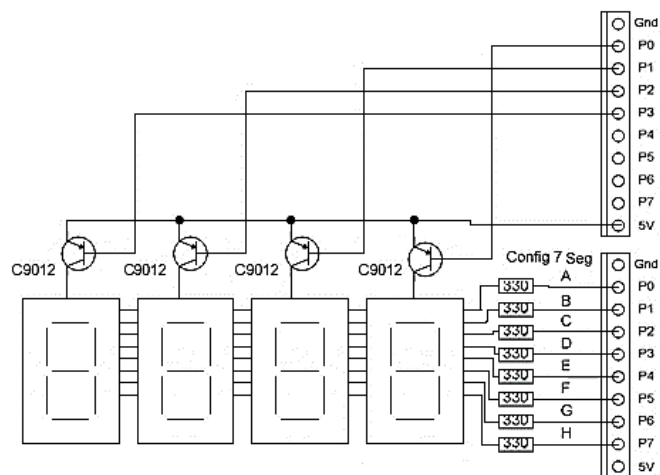 Gnd
P0
P1
P2
P3
P4
P5
P6
P7
5V
C9012
C9012
C9012
C9012
Config 7 Seg
Gnd
A
330
P0
B
330
P1
C
330
P2
D
330
P3
E
330
P4
F
330
P5
G
330
P6
H
330
P7
5V